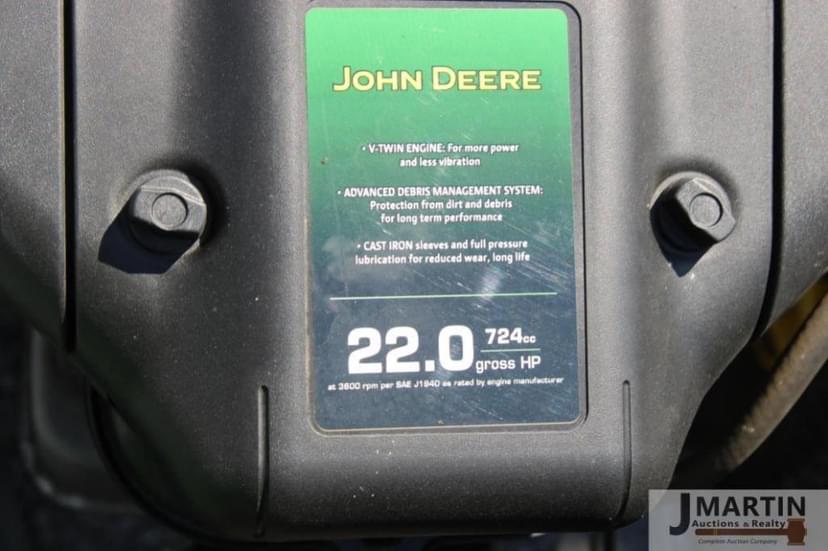 JOHN DEERE
• V-TWIN ENGINE: For more power
and less vibration
• ADVANCED DEBRIS MANAGEMENT SYSTEM:
Protection from dirt and debris
for long term performance
• CAST IRON sleeves and full pressure
lubrication for reduced wear, long life
22.0 724cc
gross HP
at 3600 rpm per SAE J1940 as rated by engine manufacturer
J MARTIN
Auctions & Realty
Complete Auction Company